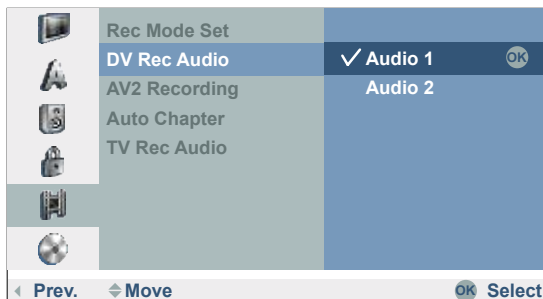 Rec Mode Set
DV Rec Audio
Audio 1 OK
AV2 Recording
Audio 2
Auto Chapter
TV Rec Audio
Prev. Move OK Select